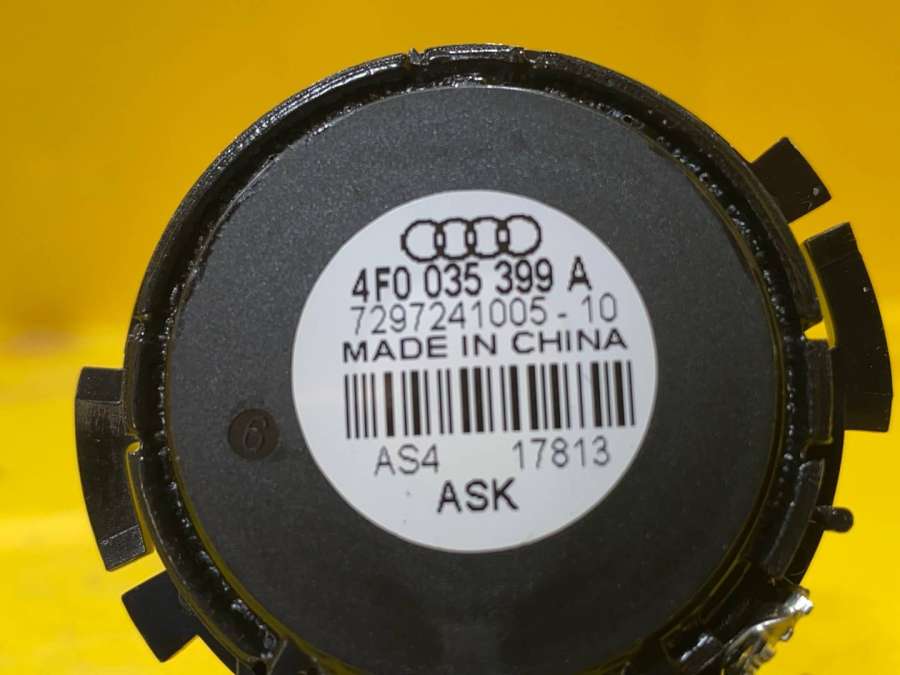 4F0 035 399 A
7297241005-10
MADE IN CHINA
AS4 17813
ASK
6